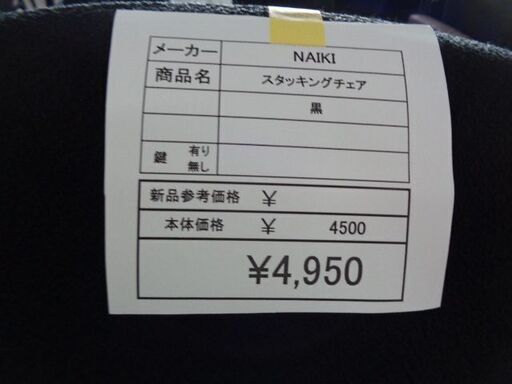 メーカー NAIKI
商品名 スタッキングチェア
黒
鍵 有り
無し
新品参考価格 ¥
本体価格 ¥ 4500
¥4,950